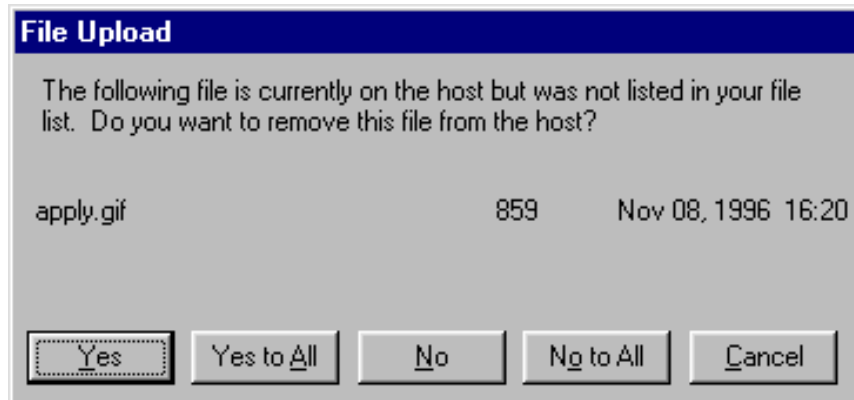 File Upload
The following file is currently on the host but was not listed in your file
list.  Do you want to remove this file from the host?
apply.gif 859 Nov 08, 1996  16:20
Yes Yes to All No No to All Cancel